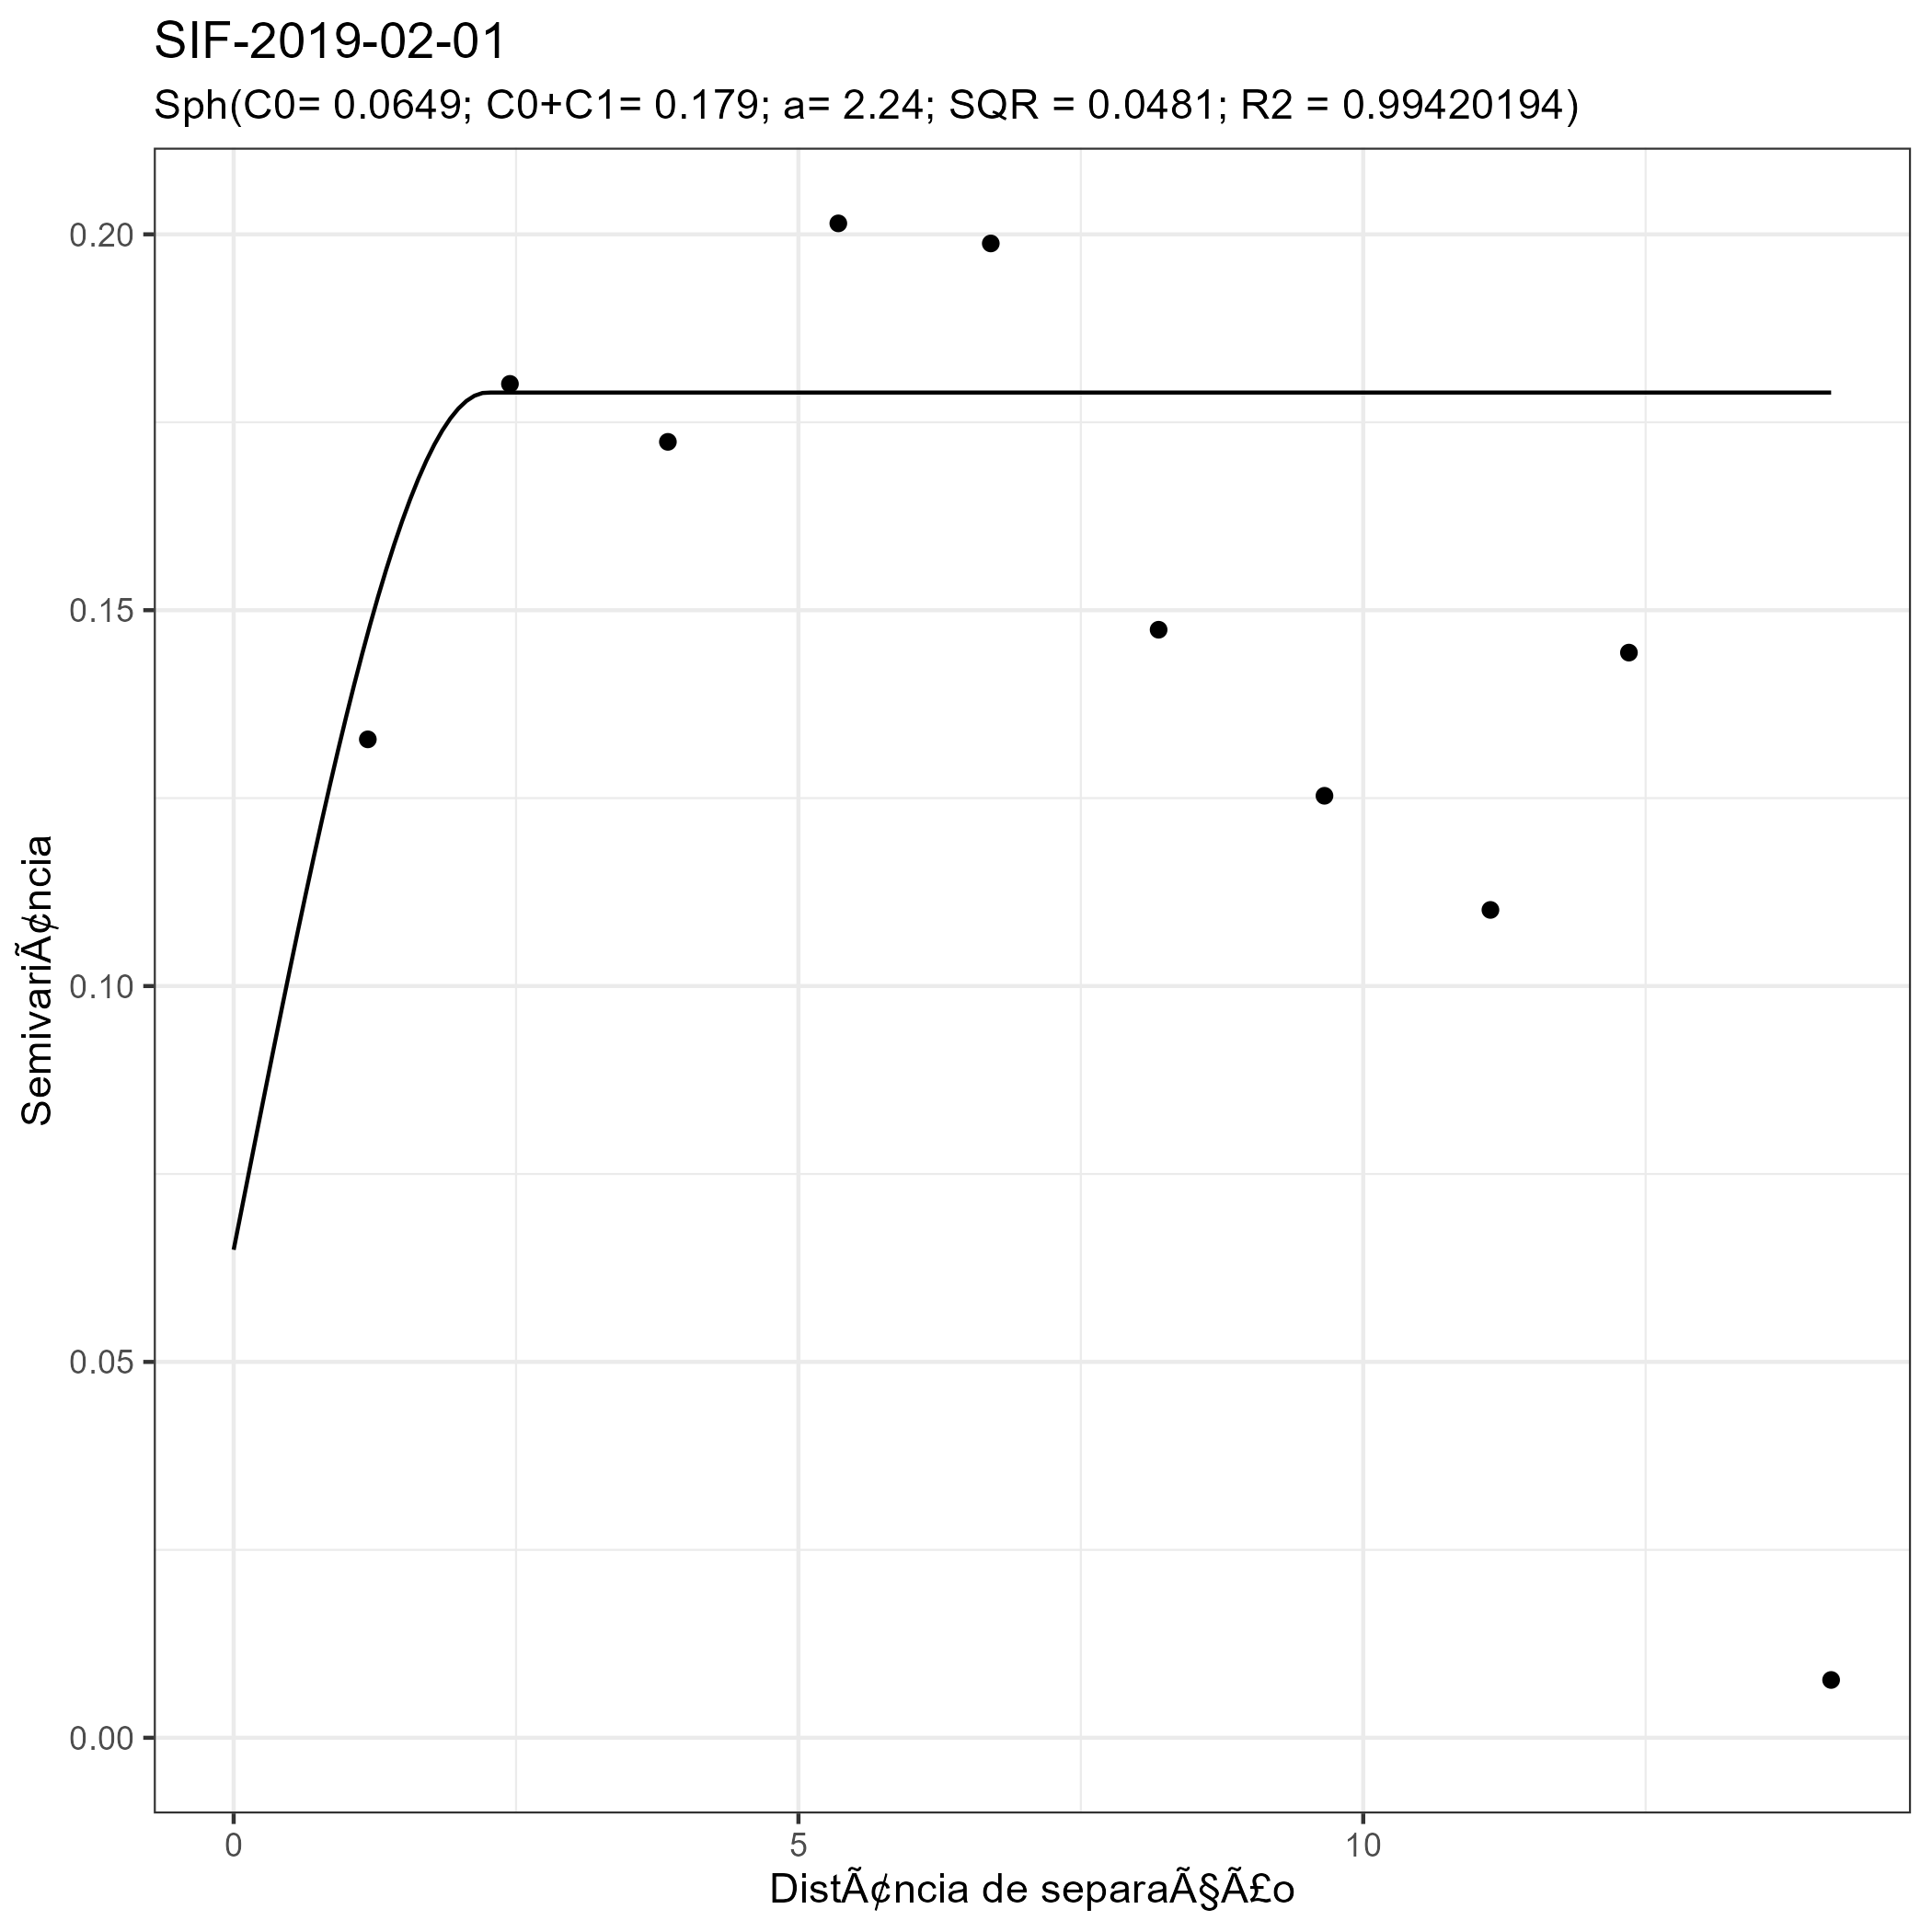 SIF-2019-02-01
Sph(C0= 0.0649; C0+C1= 0.179; a= 2.24; SQR = 0.0481; R2 = 0.99420194)
0.20
0.15
0.10
0.05
0.00
SemivariÃ¢ncia
0
5
10
DistÃ¢ncia de separaÃ§Ã£o